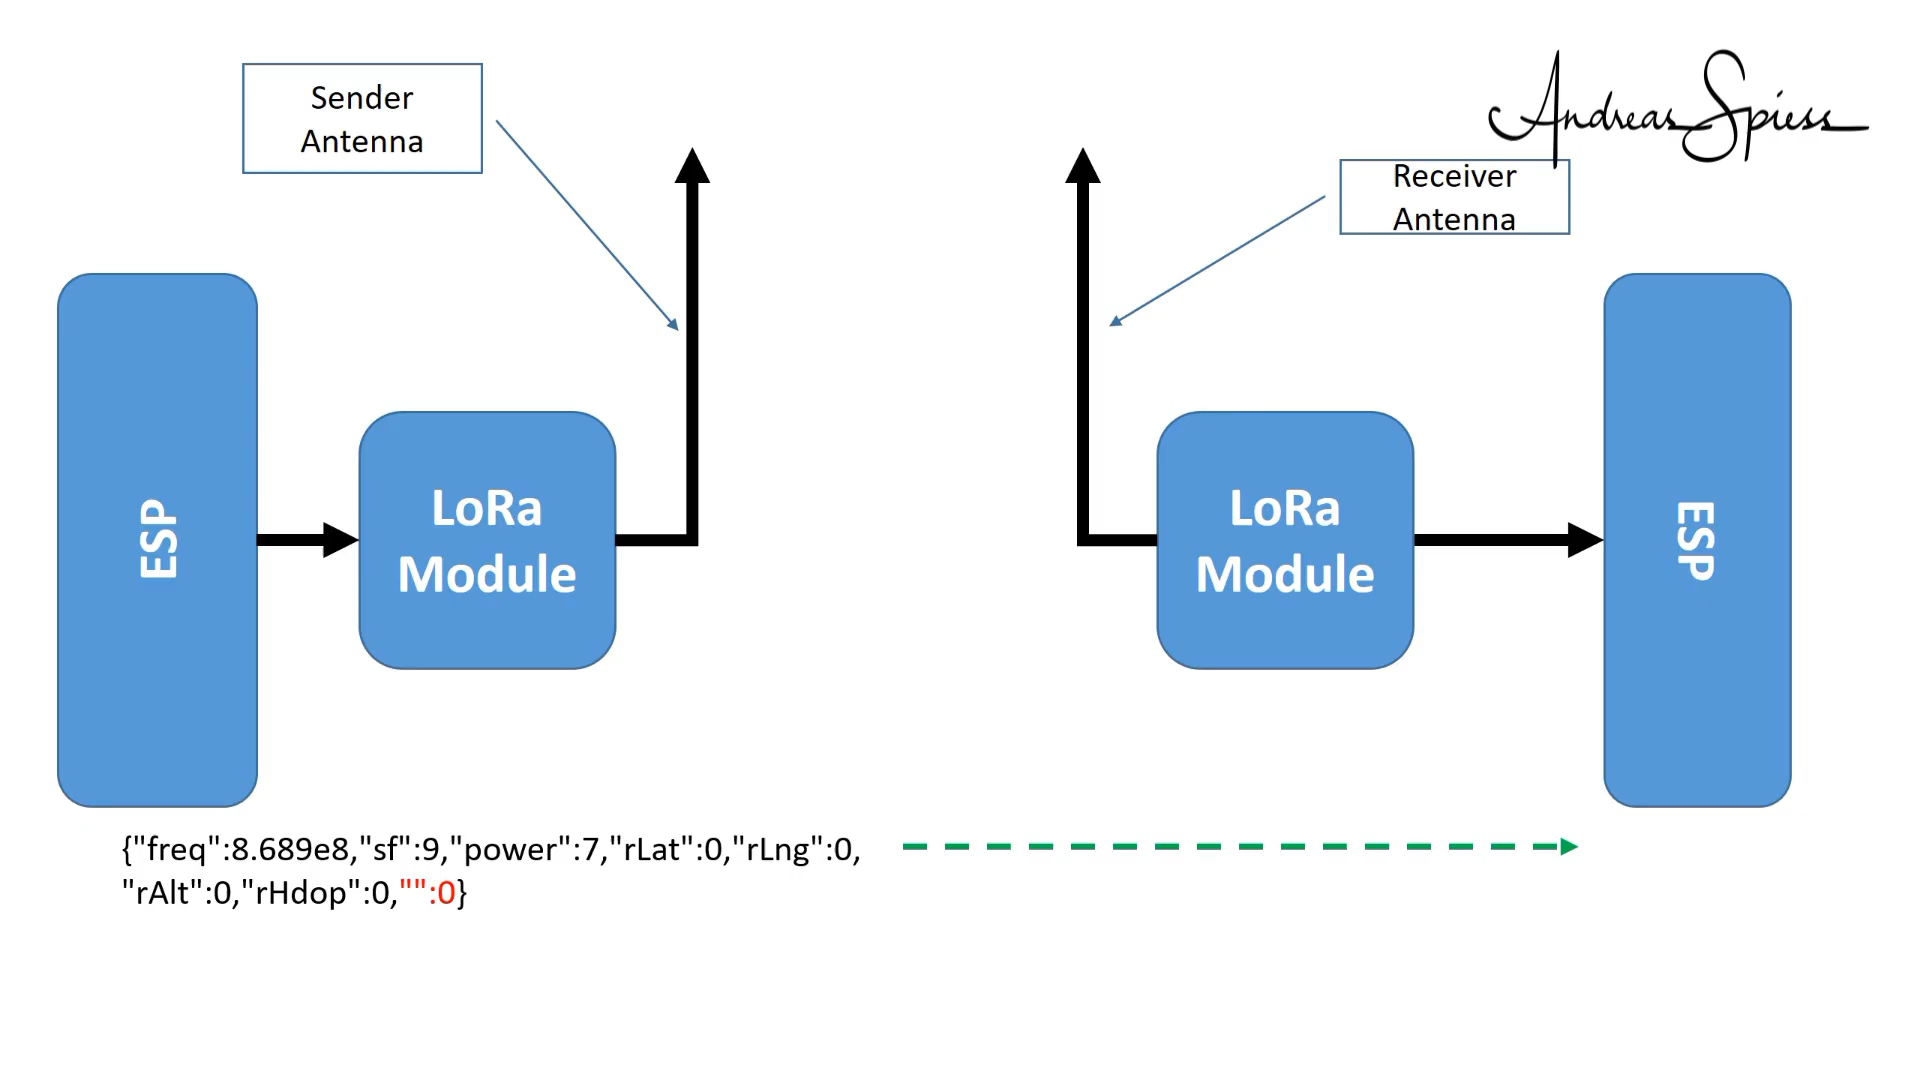 Sender
Antenna
Andreas Spiess
Receiver
Antenna
ESP
LoRa
Module
LoRa
Module
ESP
{"freq":8.689e8,"sf":9,"power":7,"rLat":0,"rLng":0,
"rAlt":0,"rHdop":0,"":0}